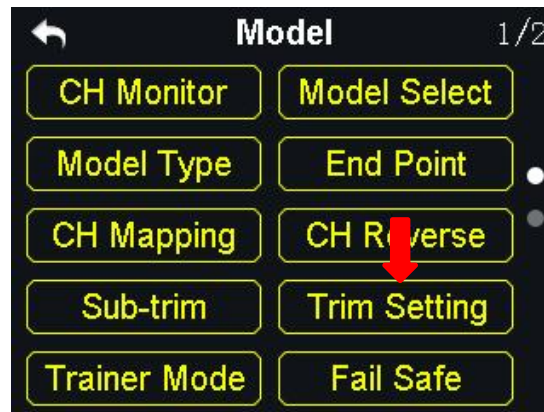 Model 1/2
CH Monitor Model Select
Model Type End Point
CH Mapping CH Reverse
Sub-trim Trim Setting
Trainer Mode Fail Safe